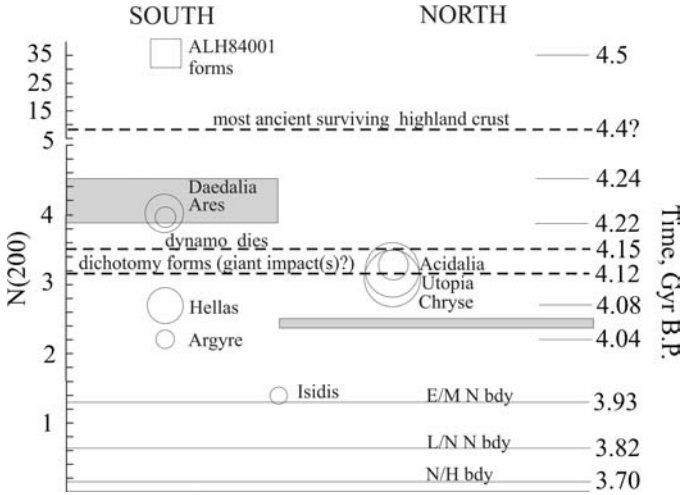 SOUTH NORTH
35 ALH84001 4.5
forms
25
15 most ancient surviving highland crust
5 4.4?
Daedalia 4.24
Ares
4 4.22
dynamo dies 4.15
dichotomy forms (giant impact(s)?) Acidalia 4.12
3 Utopia
Hellas Chryse 4.08
Argyre 4.04
2
Isidis E/M N bdy 3.93
1
L/N N bdy 3.82
N/H bdy 3.70
N(200)
Time, Gyr B.P.